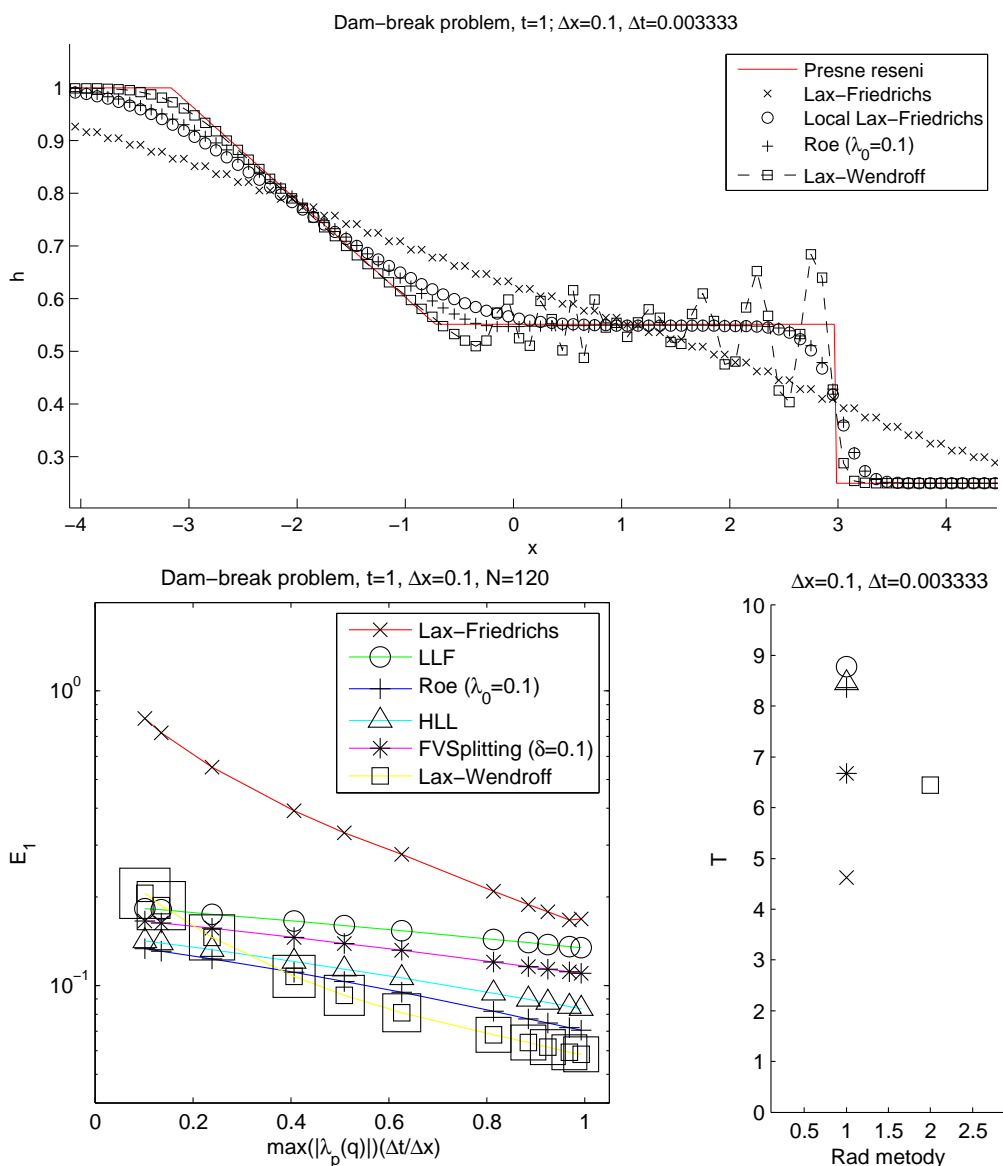 Dam−break problem, t=1; Δx=0.1, Δt=0.003333
1
0.9
0.8
0.7
0.6
0.5
0.4
0.3
h
−4
−3
−2
−1
0
1
2
3
4
x
Presne reseni
Lax−Friedrichs
Local Lax−Friedrichs
Roe (λ0=0.1)
Lax−Wendroff
Dam−break problem, t=1, Δx=0.1, N=120
10^0
10^−1
E1
0
0.2
0.4
0.6
0.8
1
max(|λp(q)|)(Δt/Δx)
Lax−Friedrichs
LLF
Roe (λ0=0.1)
HLL
FVSplitting (δ=0.1)
Lax−Wendroff
Δx=0.1, Δt=0.003333
10
9
8
7
6
5
4
3
2
1
0
T
0.5
1
1.5
2
2.5
Rad metody